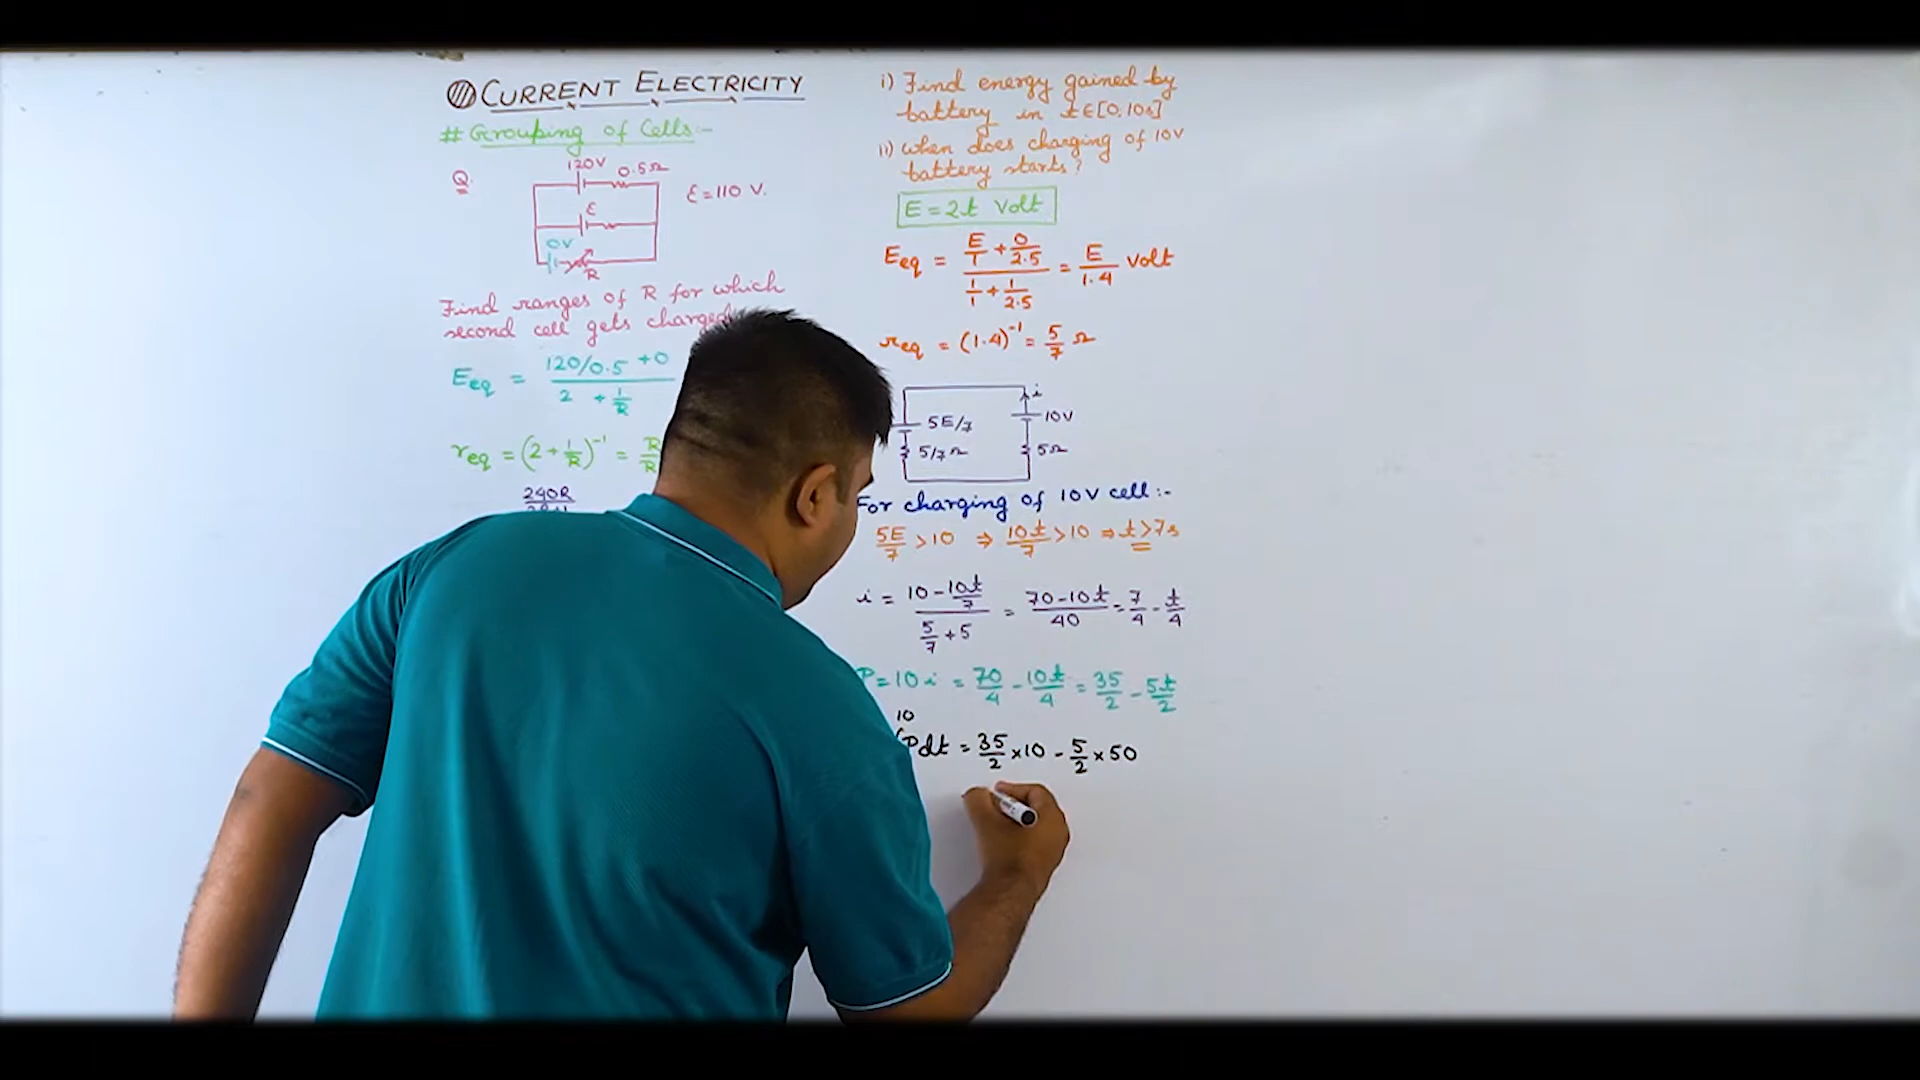 CURRENT ELECTRICITY
# Grouping of Cells:-
Q.
120V
0.5Ω
ε = 110 V.
ε
0V
R
Find ranges of R for which
second cell gets charged
E_eq = (120/0.5 + 0)/(2 + 1/R)
r_eq = (2 + 1/R)^-1 = R/
240R
i) Find energy gained by
battery in t∈[0,10s]
ii) When does charging of 10V
battery starts?
E = 2t Volt
E_eq = (E/1 + 0/2.5)/(1/1 + 1/2.5) = E/1.4 Volt
r_eq = (1.4)^-1 = 5/7 Ω
i
5E/7
10V
5/7Ω
5Ω
For charging of 10V cell:-
5E/7 > 10 ⇒ 10t/7 > 10 ⇒ t > 7s
i = (10 - 10t/7)/(5/7 + 5) = (70-10t)/40 = 7/4 - t/4
P = 10i = 70/4 - 10t/4 = 35/2 - 5t/2
10
∫Pdt = 35/2 × 10 - 5/2 × 50